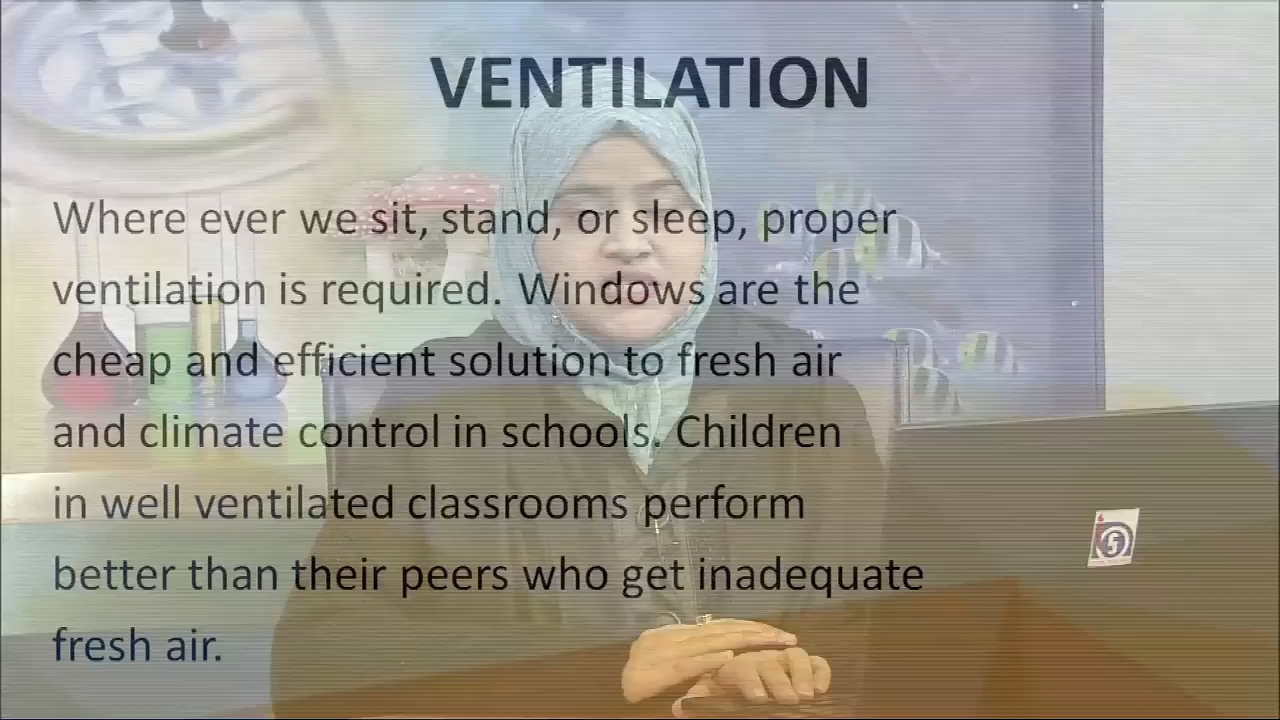 VENTILATION
Where ever we sit, stand, or sleep, proper
ventilation is required. Windows are the
cheap and efficient solution to fresh air
and climate control in schools. Children
in well ventilated classrooms perform
better than their peers who get inadequate
fresh air.